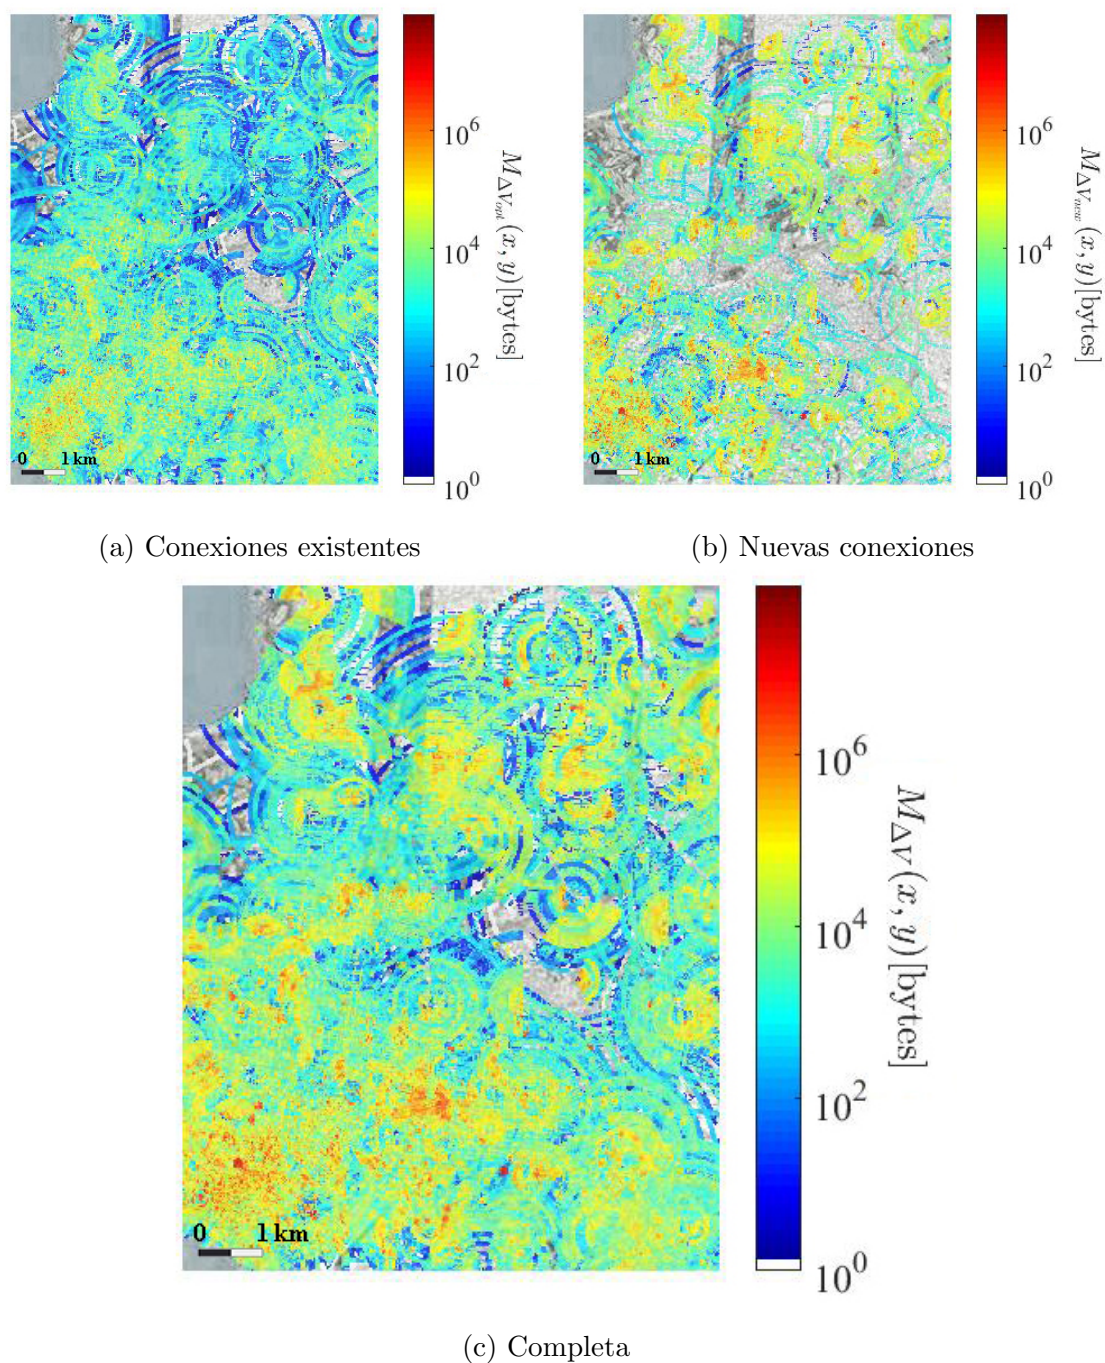 10^6
10^4
10^2
10^0
M_{ΔV_{opt}}(x, y)[bytes]
0 1 km
10^6
10^4
10^2
10^0
M_{ΔV_{new}}(x, y)[bytes]
0 1 km
(a) Conexiones existentes
(b) Nuevas conexiones
10^6
10^4
10^2
10^0
M_{ΔV}(x, y)[bytes]
0 1 km
(c) Completa